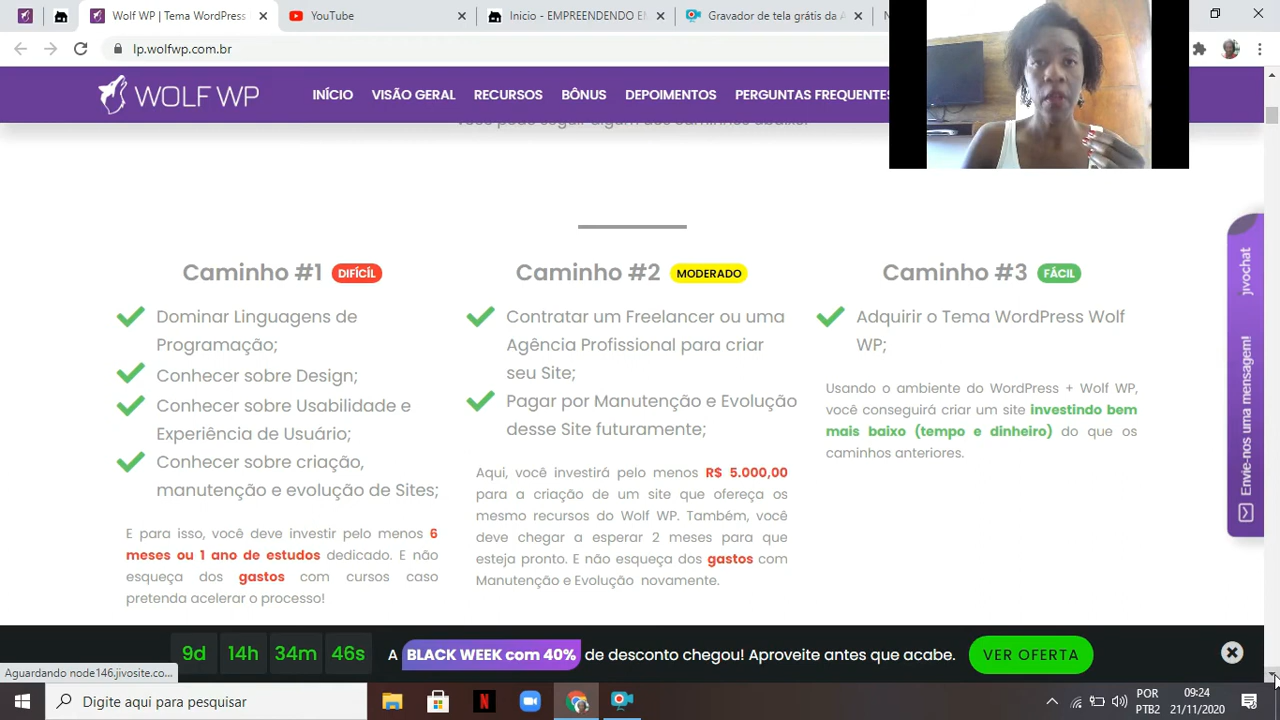 Wolf WP | Tema WordPress
YouTube
Inicio - EMPREENDENDO E
Gravador de tela grátis da A
lp.wolfwp.com.br
WOLF WP
INÍCIO
VISÃO GERAL
RECURSOS
BÔNUS
DEPOIMENTOS
PERGUNTAS FREQUENTES
Você pode seguir algum dos caminhos abaixo:
Caminho #1 DIFÍCÍL
Dominar Linguagens de
Programação;
Conhecer sobre Design;
Conhecer sobre Usabilidade e
Experiência de Usuário;
Conhecer sobre criação,
manutenção e evolução de Sites;
E para isso, você deve investir pelo menos 6
meses ou 1 ano de estudos dedicado. E não
esqueça dos gastos com cursos caso
pretenda acelerar o processo!
Caminho #2 MODERADO
Contratar um Freelancer ou uma
Agência Profissional para criar
seu Site;
Pagar por Manutenção e Evolução
desse Site futuramente;
Aqui, você investirá pelo menos R$ 5.000,00
para a criação de um site que ofereça os
mesmo recursos do Wolf WP. Também, você
deve chegar a esperar 2 meses para que
esteja pronto. E não esqueça dos gastos com
Manutenção e Evolução novamente.
Caminho #3 FÁCIL
Adquirir o Tema WordPress Wolf
WP;
Usando o ambiente do WordPress + Wolf WP,
você conseguirá criar um site investindo bem
mais baixo (tempo e dinheiro) do que os
caminhos anteriores.
jivochat
Envie-nos uma mensagem!
9d 14h 34m 46s
A BLACK WEEK com 40% de desconto chegou! Aproveite antes que acabe.
VER OFERTA
Aguardando node146.jivosite.co...
Digite aqui para pesquisar
POR
PTB2
09:24
21/11/2020